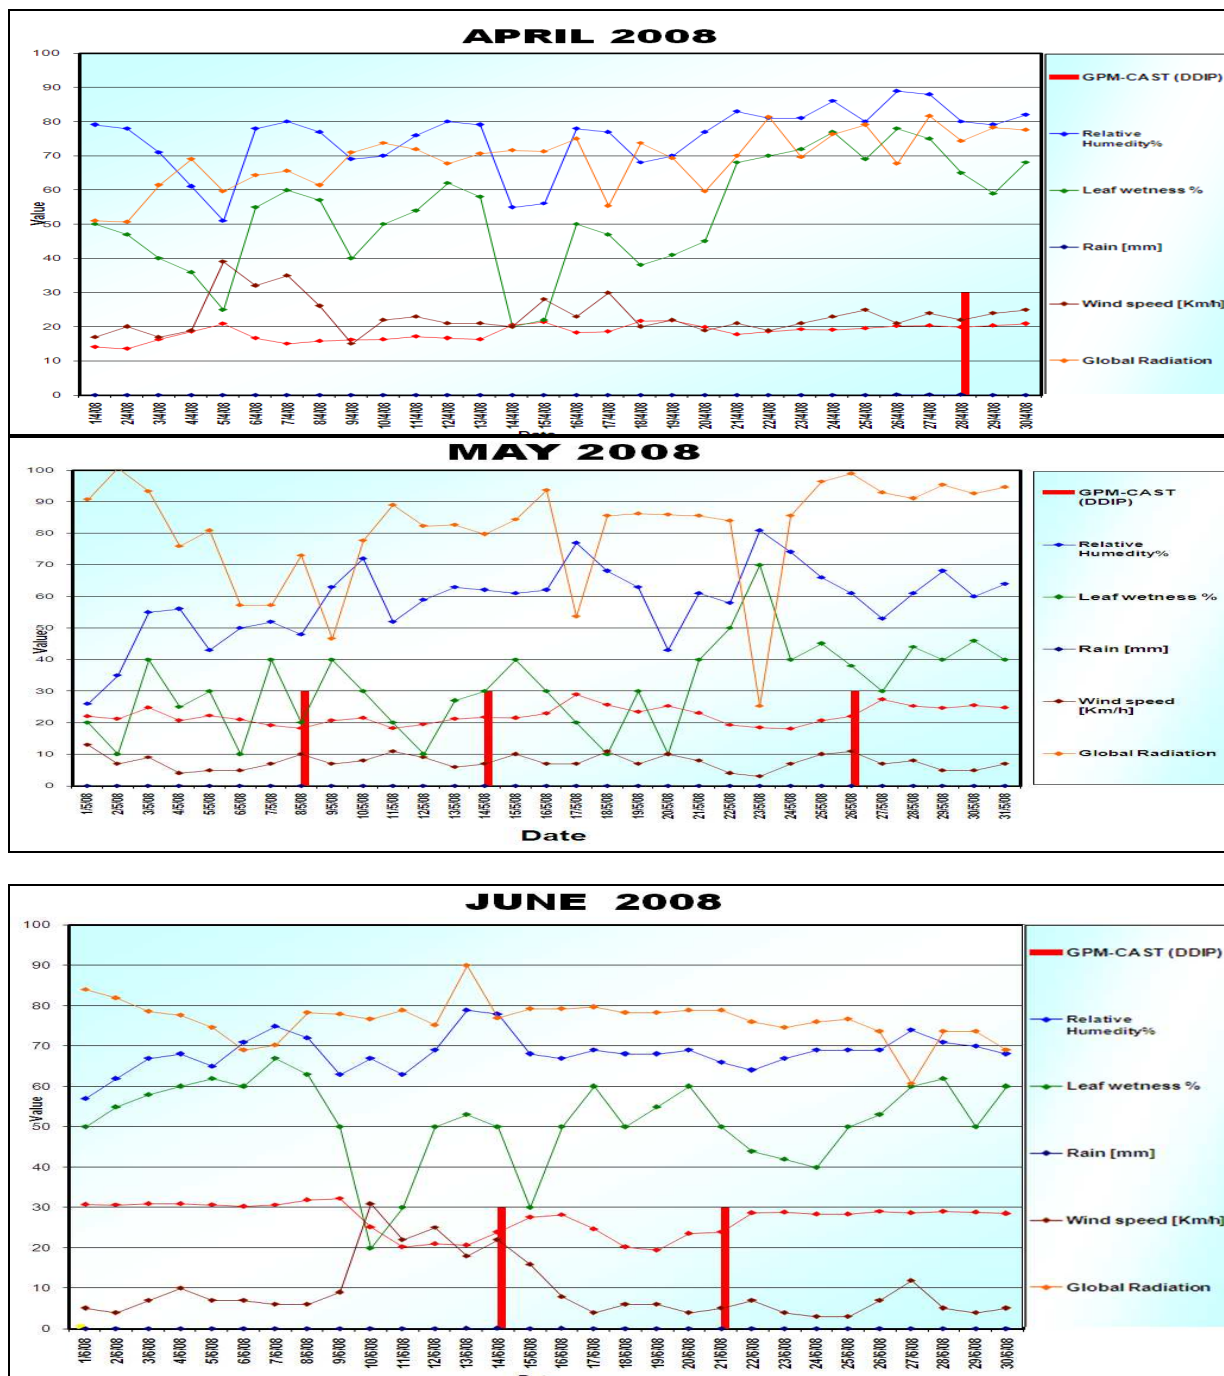 APRIL 2008
100
90
80
70
60
50
40
30
20
10
0
Value
1/4/08 2/4/08 3/4/08 4/4/08 5/4/08 6/4/08 7/4/08 8/4/08 9/4/08 10/4/08 11/4/08 12/4/08 13/4/08 14/4/08 15/4/08 16/4/08 17/4/08 18/4/08 19/4/08 20/4/08 21/4/08 22/4/08 23/4/08 24/4/08 25/4/08 26/4/08 27/4/08 28/4/08 29/4/08 30/4/08
GPM-CAST (DDIP)
Relative
Humedity%
Leaf wetness %
Rain [mm]
Wind speed [Km/h]
Global Radiation
MAY 2008
100
90
80
70
60
50
40
30
20
10
0
Value
1/5/08 2/5/08 3/5/08 4/5/08 5/5/08 6/5/08 7/5/08 8/5/08 9/5/08 10/5/08 11/5/08 12/5/08 13/5/08 14/5/08 15/5/08 16/5/08 17/5/08 18/5/08 19/5/08 20/5/08 21/5/08 22/5/08 23/5/08 24/5/08 25/5/08 26/5/08 27/5/08 28/5/08 29/5/08 30/5/08 31/5/08
Date
GPM-CAST
(DDIP)
Relative
Humedity%
Leaf wetness %
Rain [mm]
Wind speed
[Km/h]
Global Radiation
JUNE 2008
100
90
80
70
60
50
40
30
20
10
0
Value
1/6/08 2/6/08 3/6/08 4/6/08 5/6/08 6/6/08 7/6/08 8/6/08 9/6/08 10/6/08 11/6/08 12/6/08 13/6/08 14/6/08 15/6/08 16/6/08 17/6/08 18/6/08 19/6/08 20/6/08 21/6/08 22/6/08 23/6/08 24/6/08 25/6/08 26/6/08 27/6/08 28/6/08 29/6/08 30/6/08
GPM-CAST (DDIP)
Relative
Humedity%
Leaf wetness %
Rain [mm]
Wind speed [Km/h]
Global Radiation